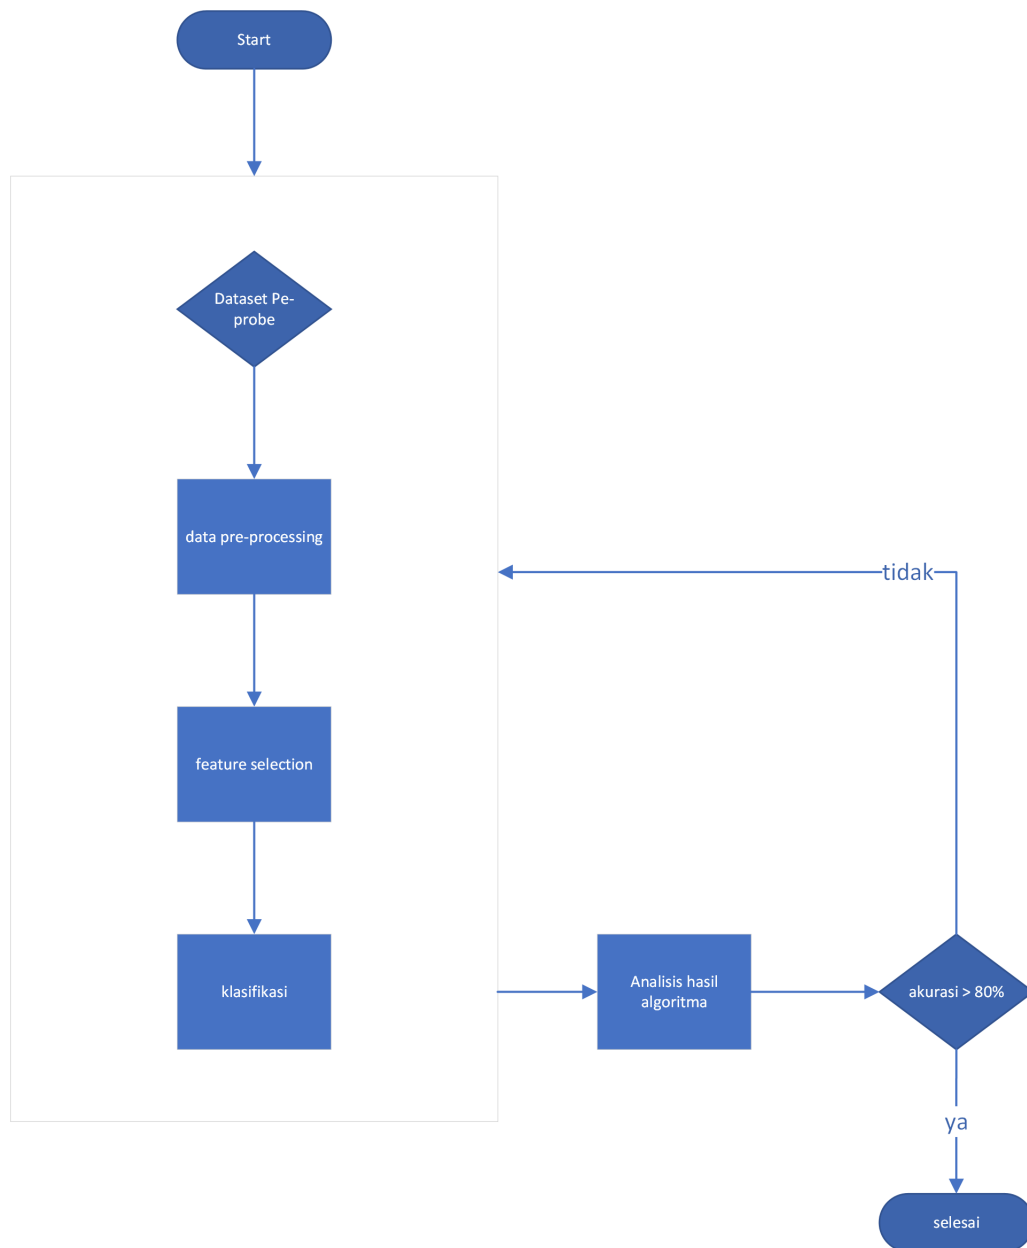 Start
Dataset Pe-
probe
data pre-processing
tidak
feature selection
klasifikasi
Analisis hasil
algoritma
akurasi > 80%
ya
selesai